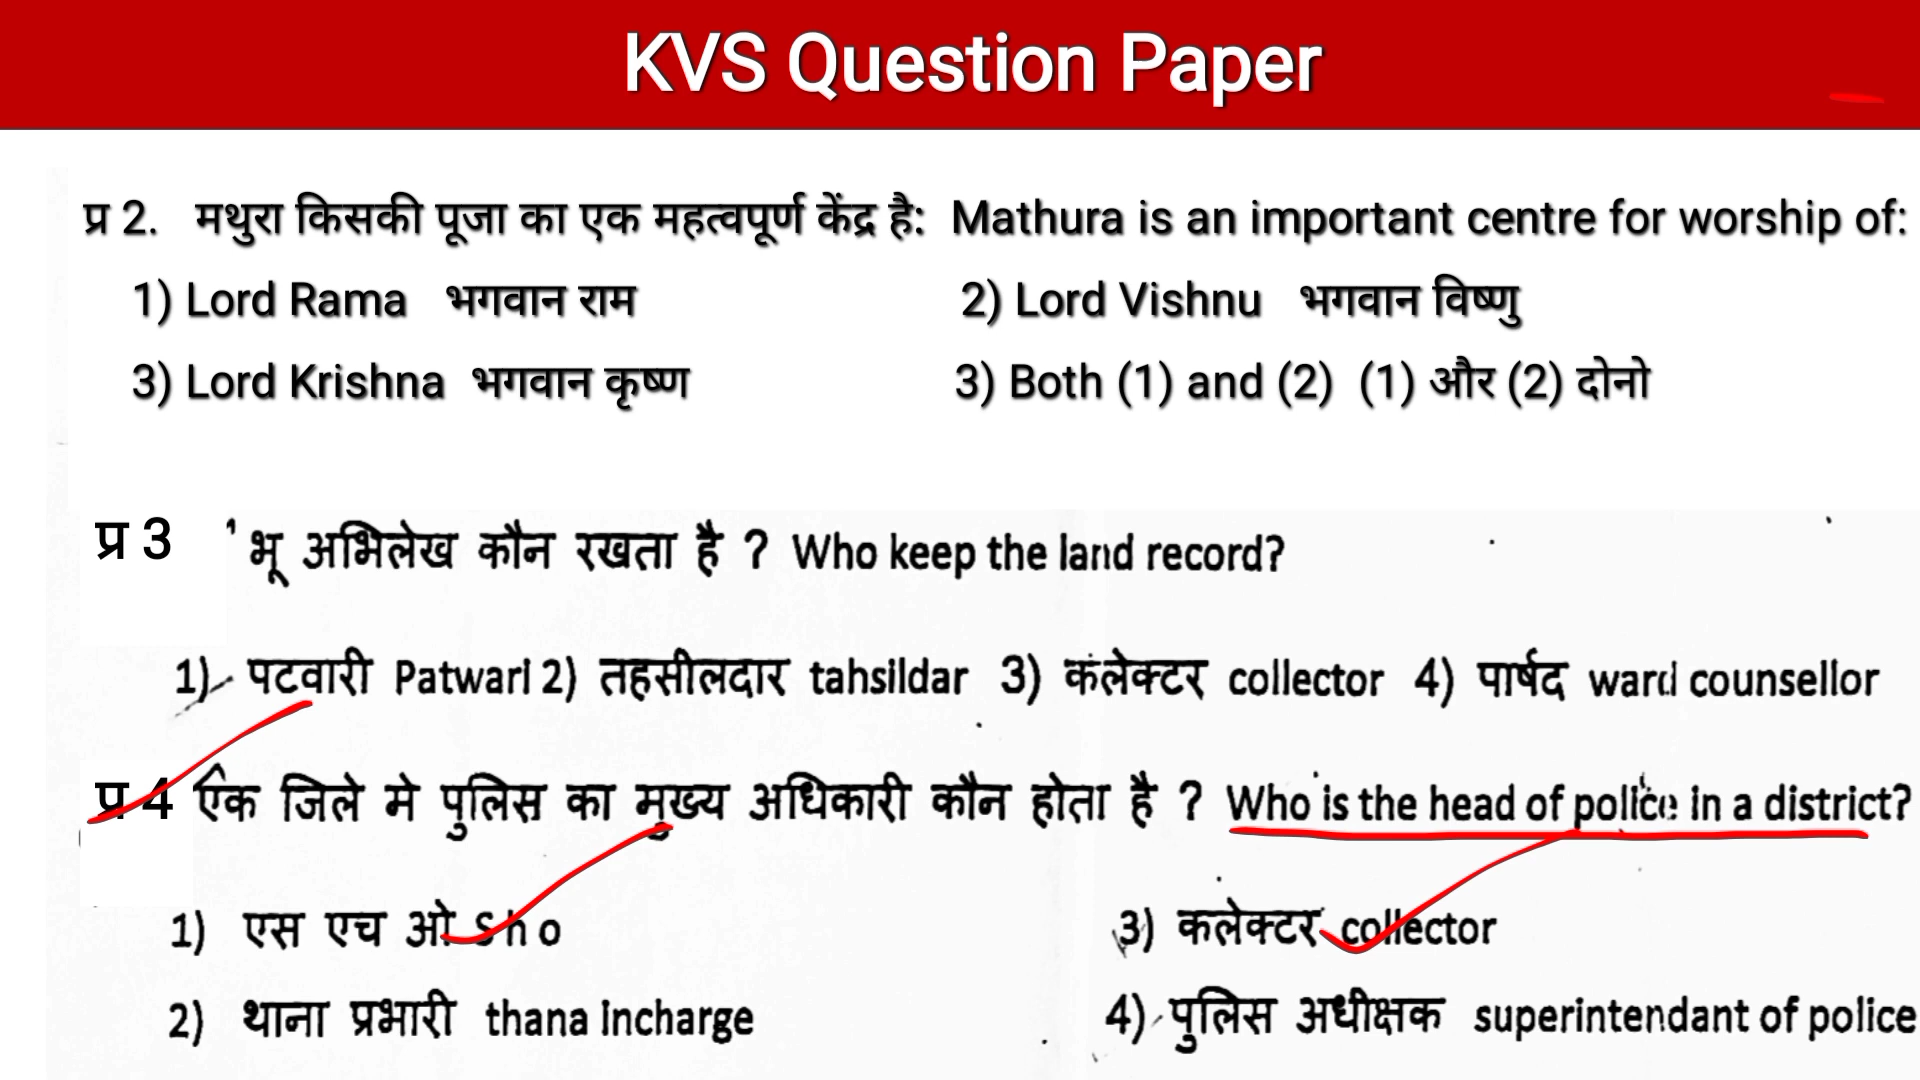 KVS Question Paper
प्र 2. मथुरा किसकी पूजा का एक महत्वपूर्ण केंद्र है: Mathura is an important centre for worship of:
1) Lord Rama भगवान राम 2) Lord Vishnu भगवान विष्णु
3) Lord Krishna भगवान कृष्ण 3) Both (1) and (2) (1) और (2) दोनो
प्र 3 भू अभिलेख कौन रखता है ? Who keep the land record?
1) पटवारी Patwari 2) तहसीलदार tahsildar 3) कलेक्टर collector 4) पार्षद ward counsellor
प्र 4 एक जिले मे पुलिस का मुख्य अधिकारी कौन होता है ? Who is the head of police in a district?
1) एस एच ओ S h o 3) कलेक्टर collector
2) थाना प्रभारी thana incharge 4) पुलिस अधीक्षक superintendant of police